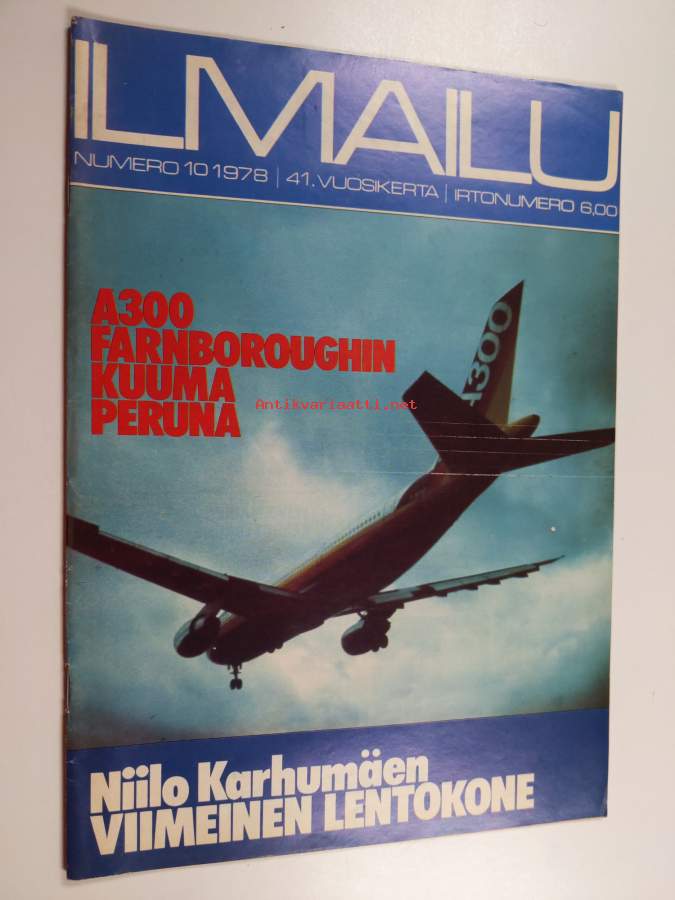 ILMAILU
NUMERO 10 1978 | 41. VUOSIKERTA | IRTONUMERO 6,00
A300
FARNBOROUGHIN
KUUMA
PERUNA
Antikvariaatti.net
A300
Niilo Karhumäen
VIIMEINEN LENTOKONE